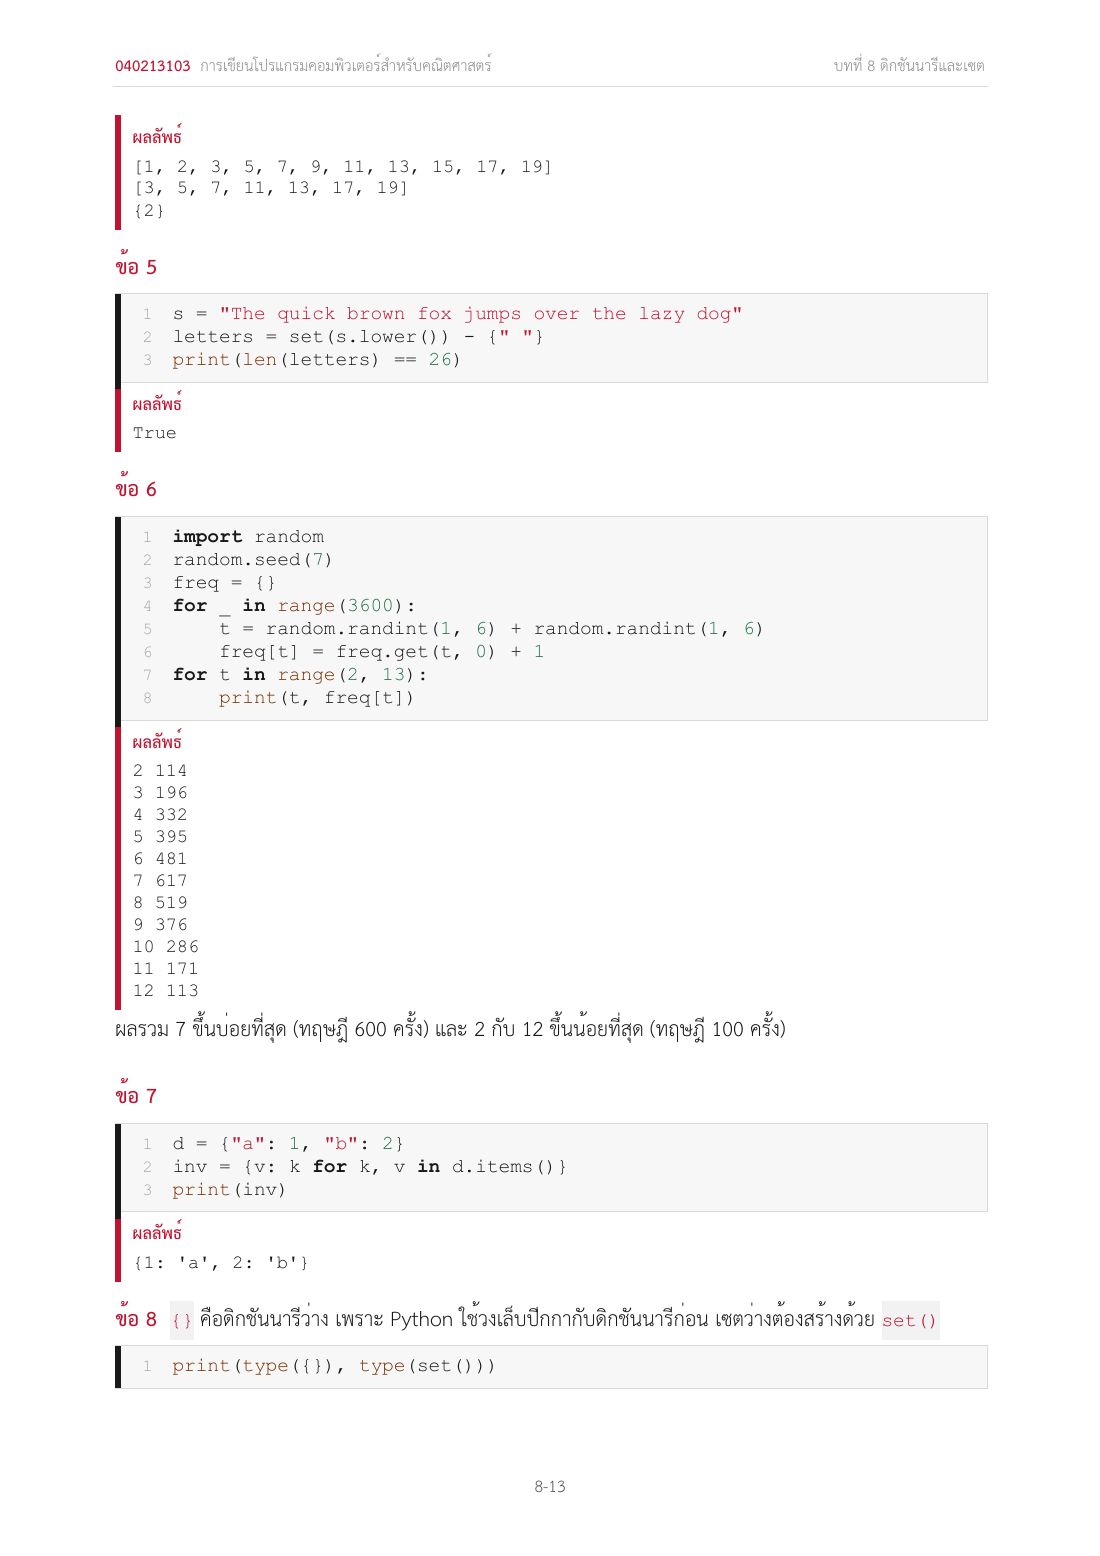 040213103 การเขียนโปรแกรมคอมพิวเตอร์สำหรับคณิตศาสตร์ บทที่ 8 ดิกชันนารีและเซต
ผลลัพธ์
[1, 2, 3, 5, 7, 9, 11, 13, 15, 17, 19]
[3, 5, 7, 11, 13, 17, 19]
{2}
ข้อ 5
1 s = "The quick brown fox jumps over the lazy dog"
2 letters = set(s.lower()) - {" "}
3 print(len(letters) == 26)
ผลลัพธ์
True
ข้อ 6
1 import random
2 random.seed(7)
3 freq = {}
4 for _ in range(3600):
5     t = random.randint(1, 6) + random.randint(1, 6)
6     freq[t] = freq.get(t, 0) + 1
7 for t in range(2, 13):
8     print(t, freq[t])
ผลลัพธ์
2 114
3 196
4 332
5 395
6 481
7 617
8 519
9 376
10 286
11 171
12 113
ผลรวม 7 ขึ้นบ่อยที่สุด (ทฤษฎี 600 ครั้ง) และ 2 กับ 12 ขึ้นน้อยที่สุด (ทฤษฎี 100 ครั้ง)
ข้อ 7
1 d = {"a": 1, "b": 2}
2 inv = {v: k for k, v in d.items()}
3 print(inv)
ผลลัพธ์
{1: 'a', 2: 'b'}
ข้อ 8 {} คือดิกชันนารีว่าง เพราะ Python ใช้วงเล็บปีกกากับดิกชันนารีก่อน เซตว่างต้องสร้างด้วย set()
1 print(type({}), type(set()))
8-13